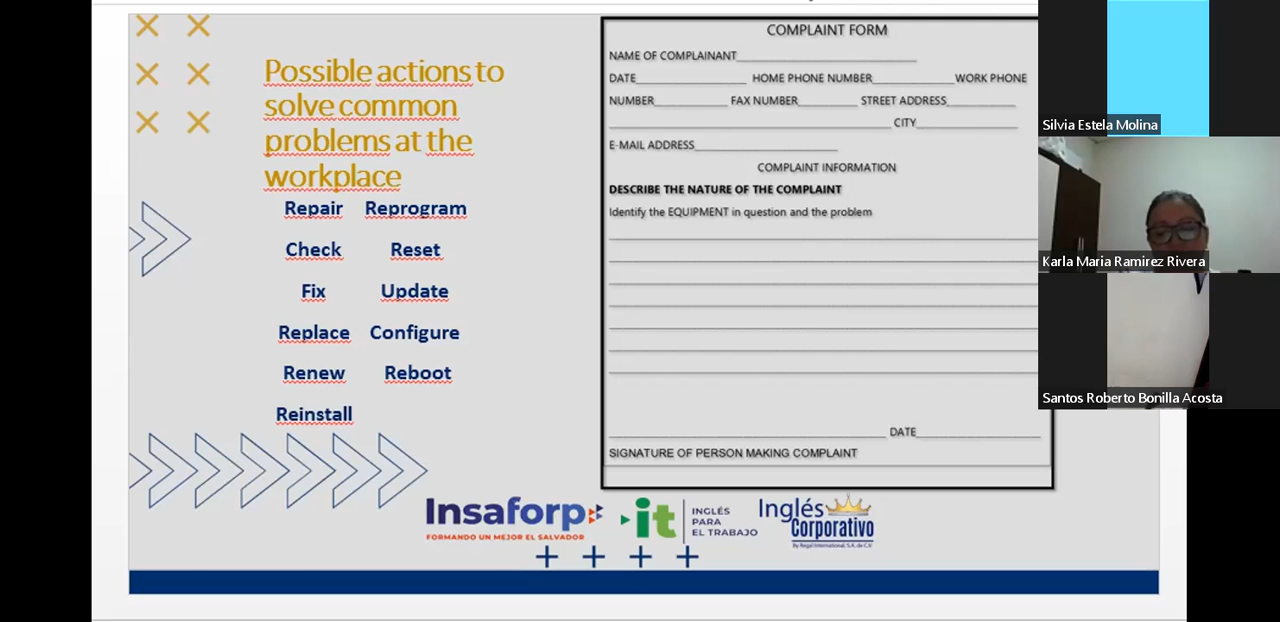 Possible actions to
solve common
problems at the
workplace
Repair Reprogram
Check Reset
Fix Update
Replace Configure
Renew Reboot
Reinstall
COMPLAINT FORM
NAME OF COMPLAINANT
DATE HOME PHONE NUMBER WORK PHONE
NUMBER FAX NUMBER STREET ADDRESS
CITY
E-MAIL ADDRESS
COMPLAINT INFORMATION
DESCRIBE THE NATURE OF THE COMPLAINT
Identify the EQUIPMENT in question and the problem
DATE
SIGNATURE OF PERSON MAKING COMPLAINT
Insaforp
FORMANDO UN MEJOR EL SALVADOR
it
INGLÉS
PARA
EL TRABAJO
Inglés
Corporativo
By Regal International, S.A. de C.V.
Silvia Estela Molina
Karla Maria Ramirez Rivera
Santos Roberto Bonilla Acosta